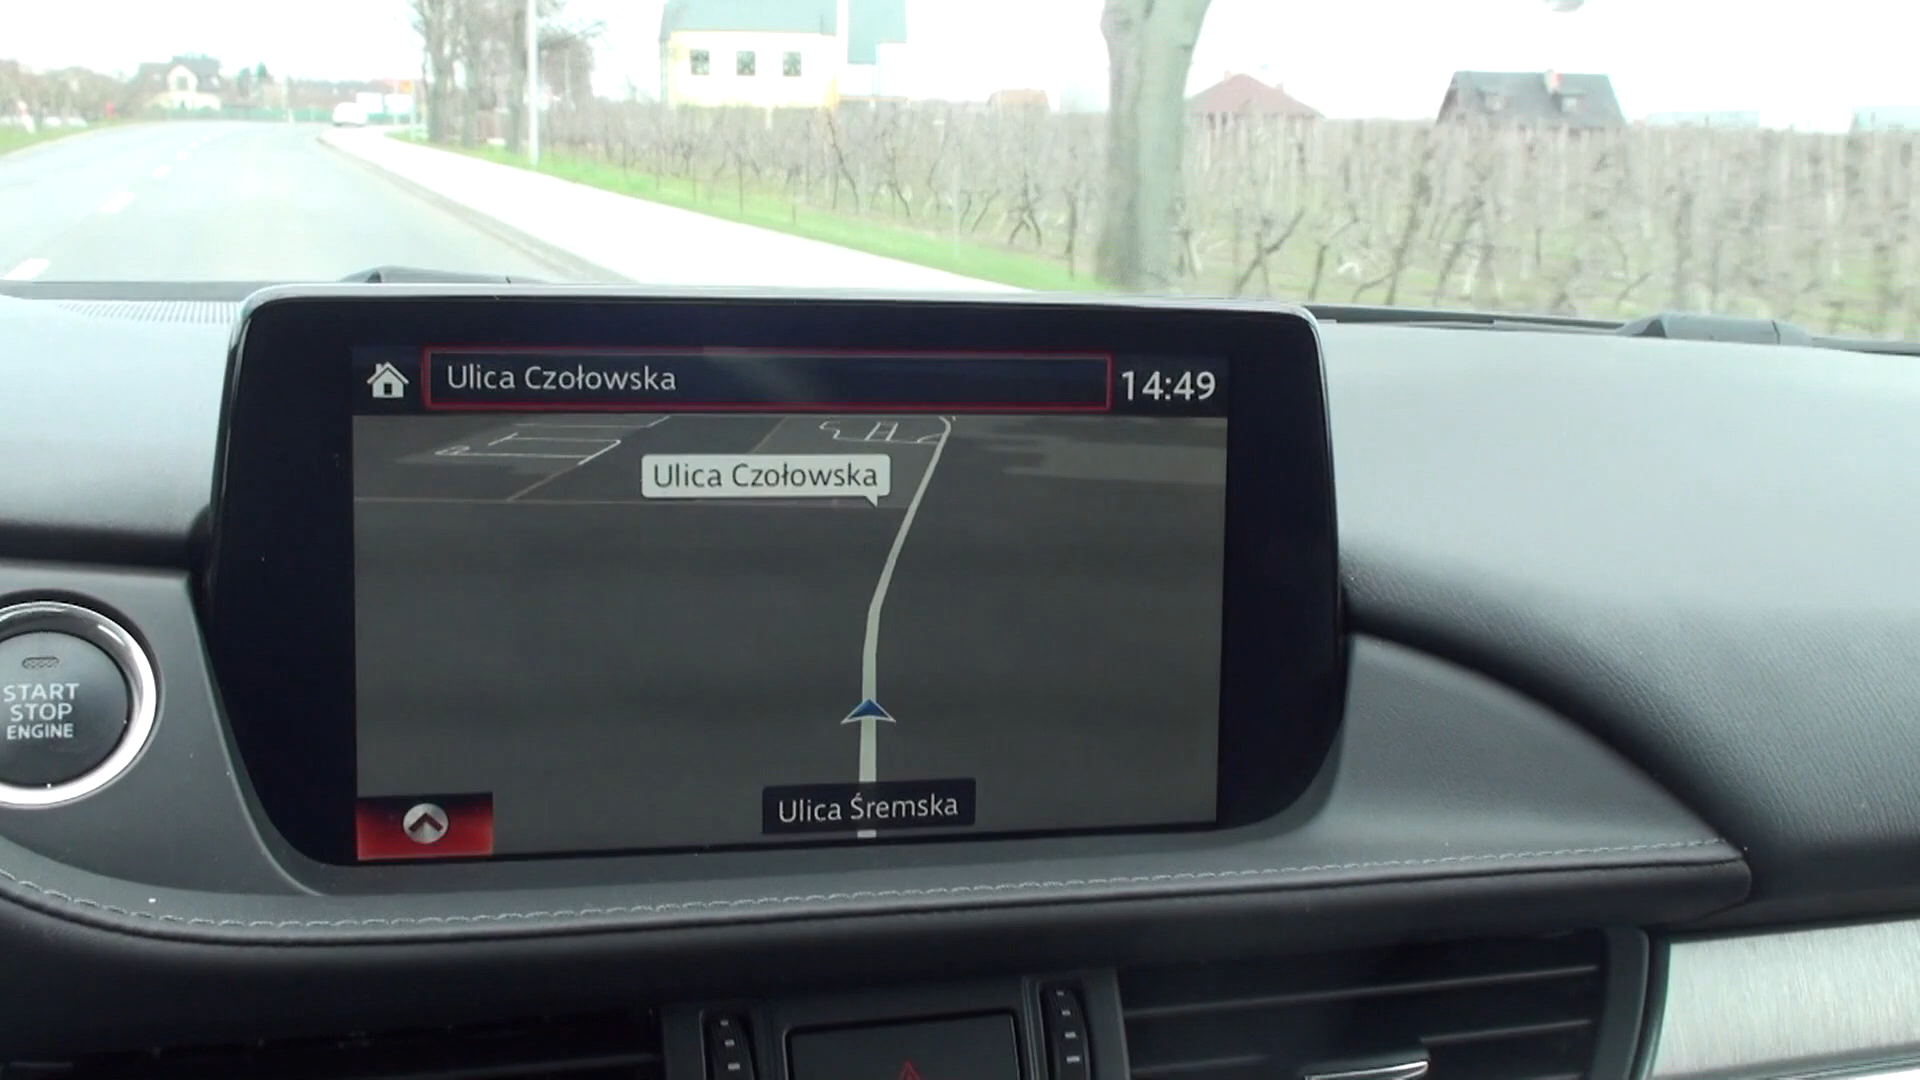 Ulica Czołowska
14:49
Ulica Czołowska
START
STOP
ENGINE
Ulica Śremska